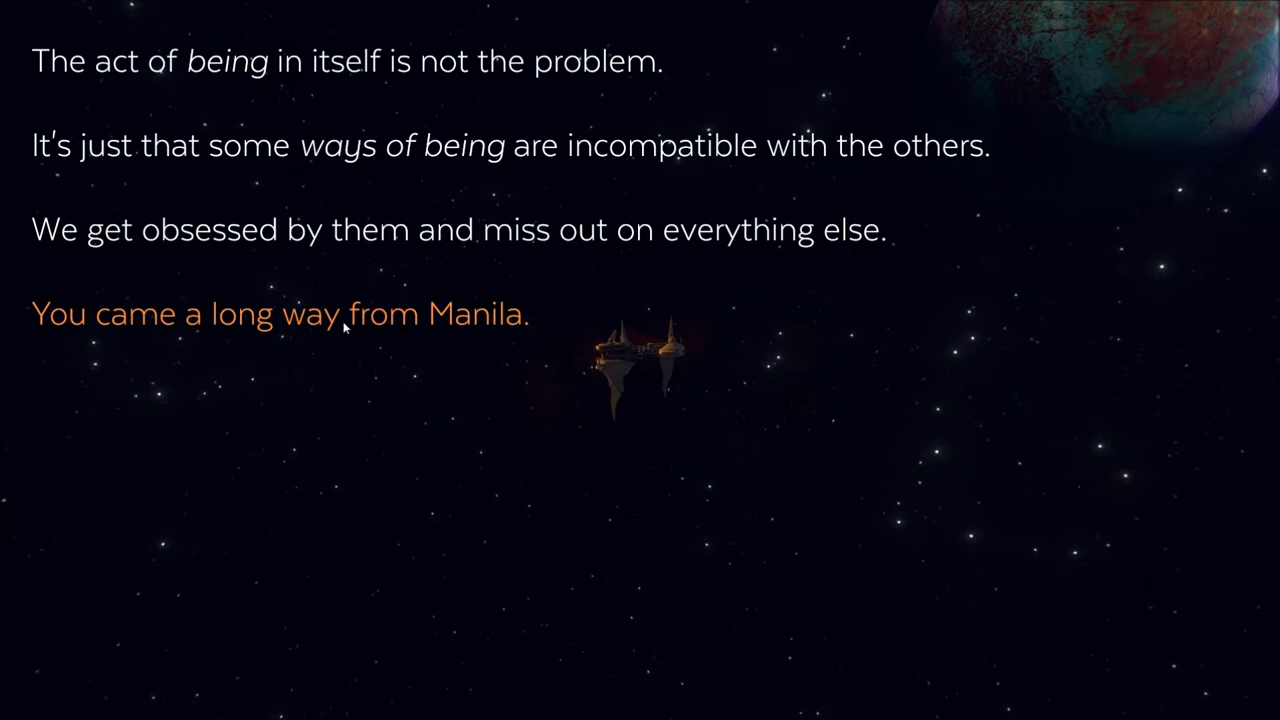 The act of being in itself is not the problem.
It's just that some ways of being are incompatible with the others.
We get obsessed by them and miss out on everything else.
You came a long way from Manila.